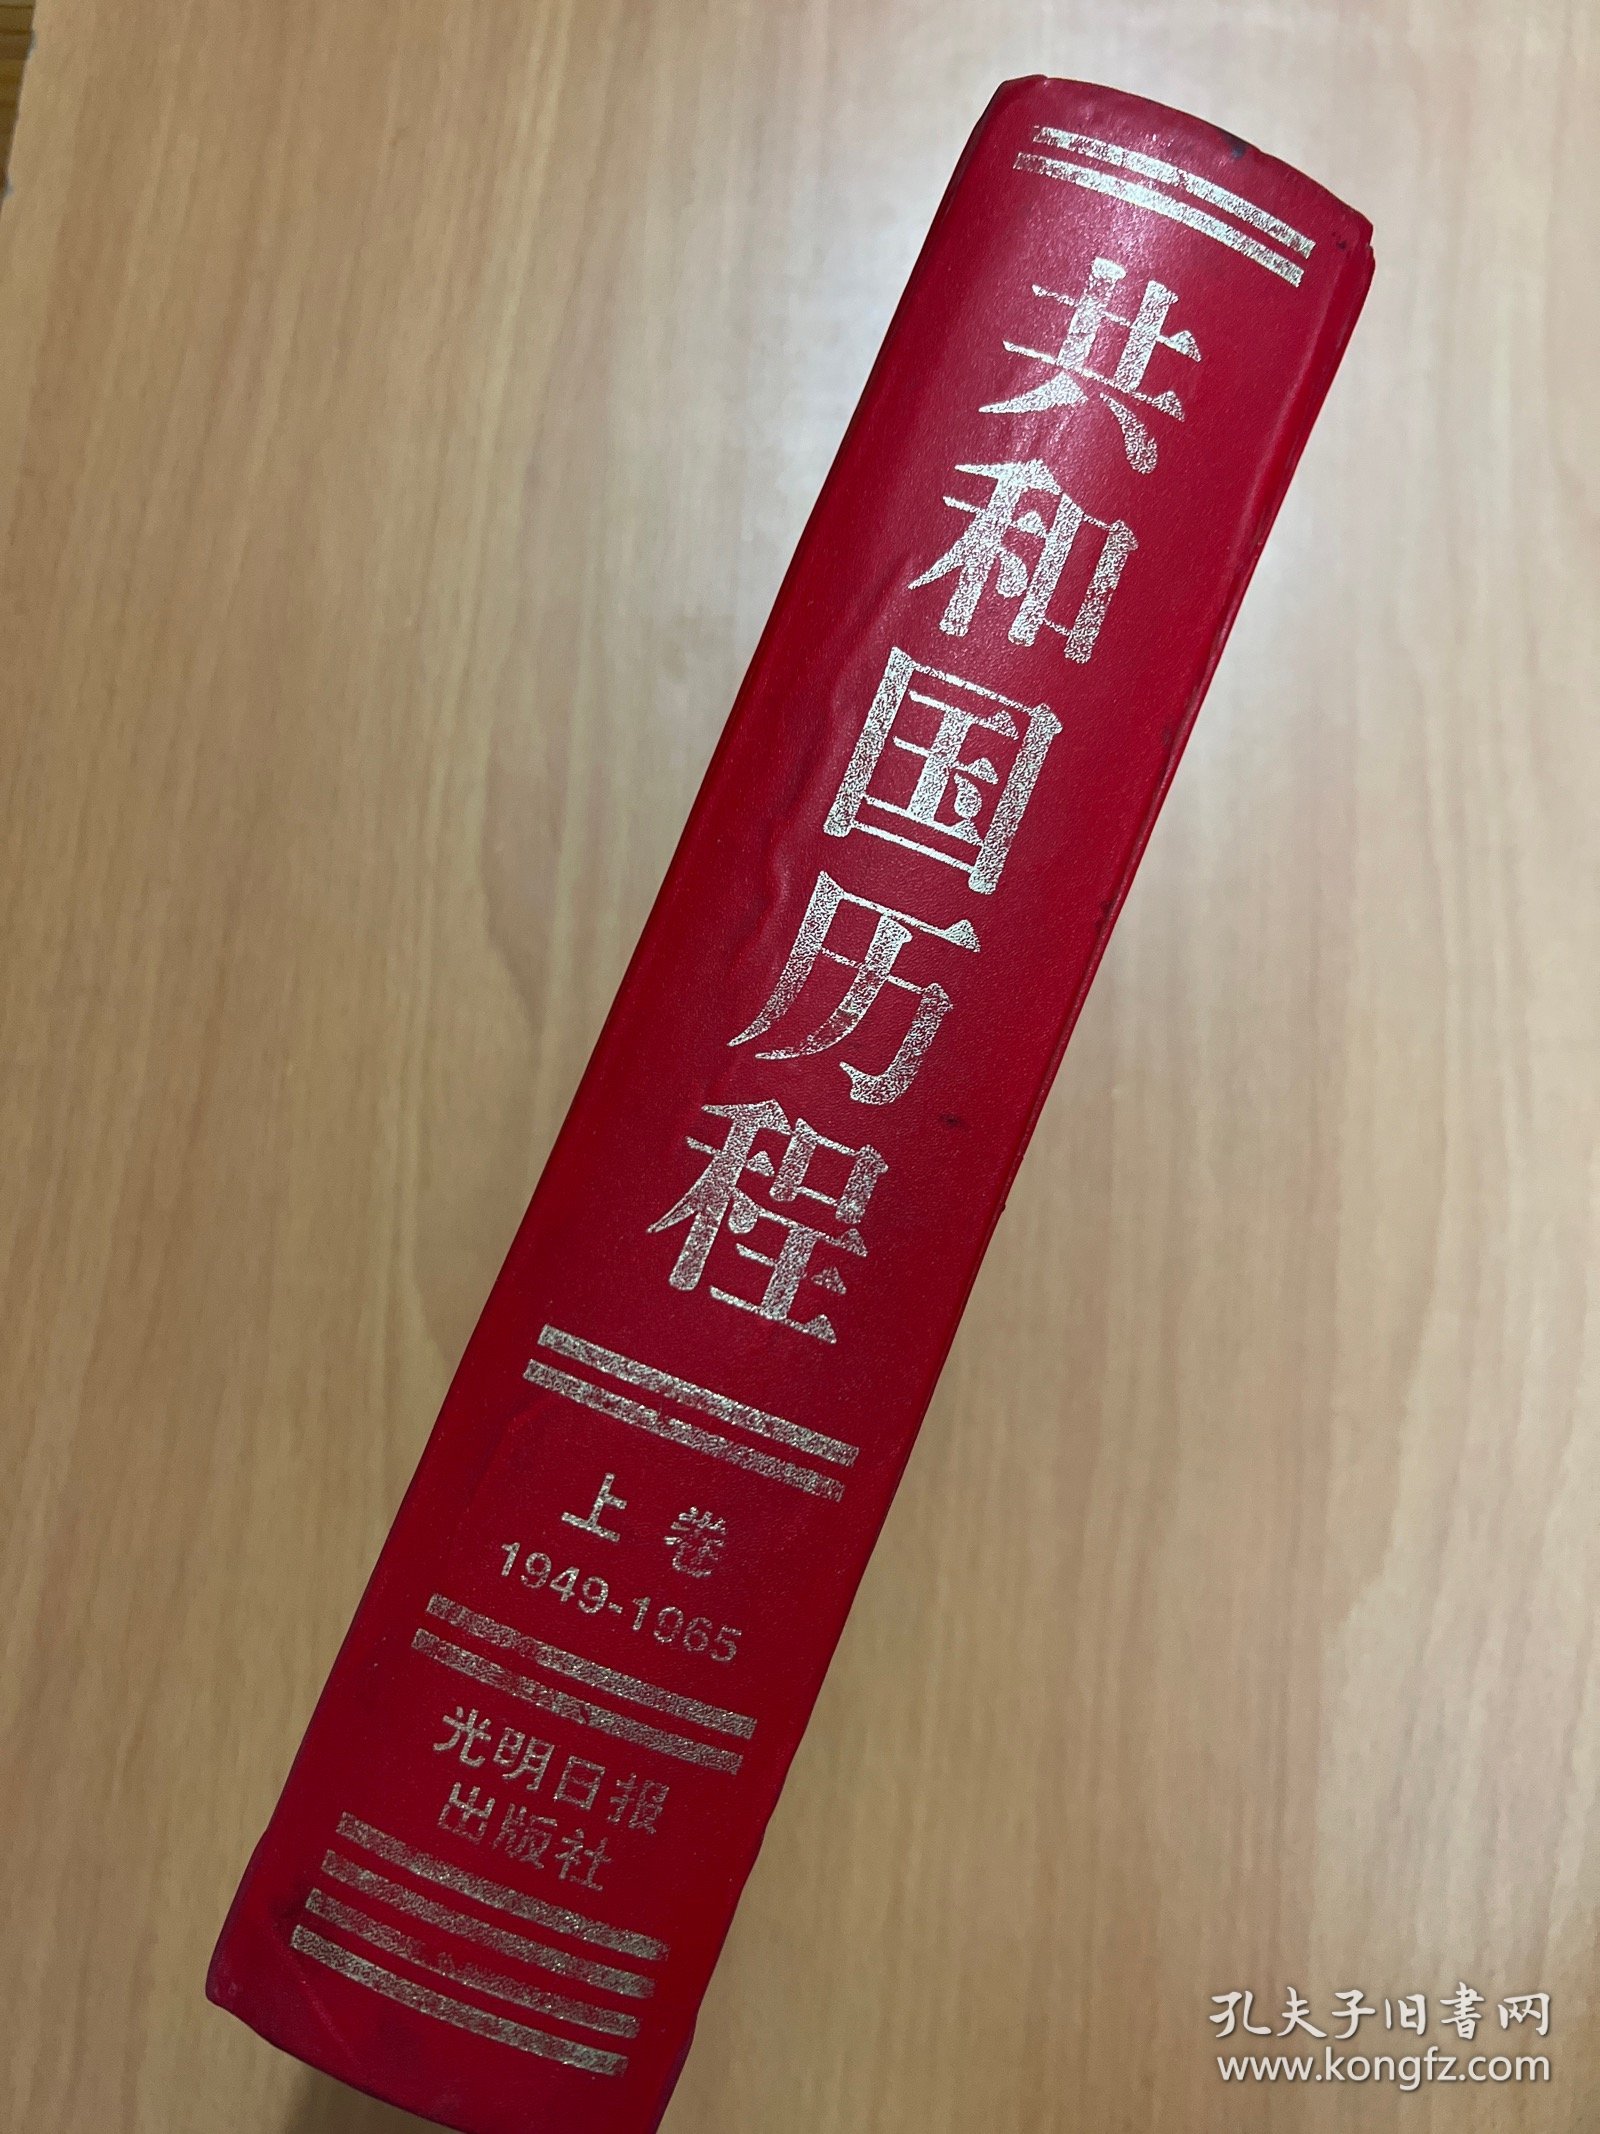 共和国历程
上卷
1949-1965
光明日报
出版社
孔夫子旧书网
www.kongfz.com